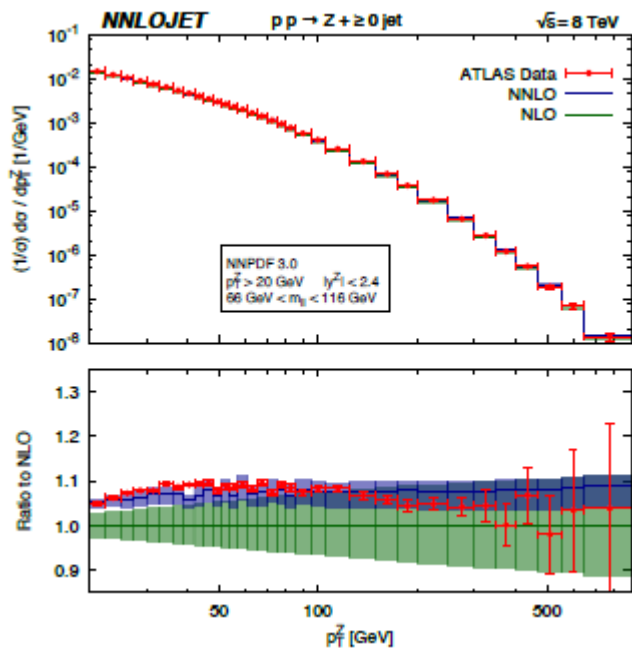 NNLOJET p p → Z + ≥ 0 jet √s = 8 TeV
(1/σ) dσ / dp_T^Z [1/GeV]
10^-1
10^-2
10^-3
10^-4
10^-5
10^-6
10^-7
10^-8
ATLAS Data
NNLO
NLO
NNPDF 3.0
p_T^Z > 20 GeV |y^Z| < 2.4
66 GeV < m_ll < 116 GeV
Ratio to NLO
1.3
1.2
1.1
1.0
0.9
50 100 500
p_T^Z [GeV]